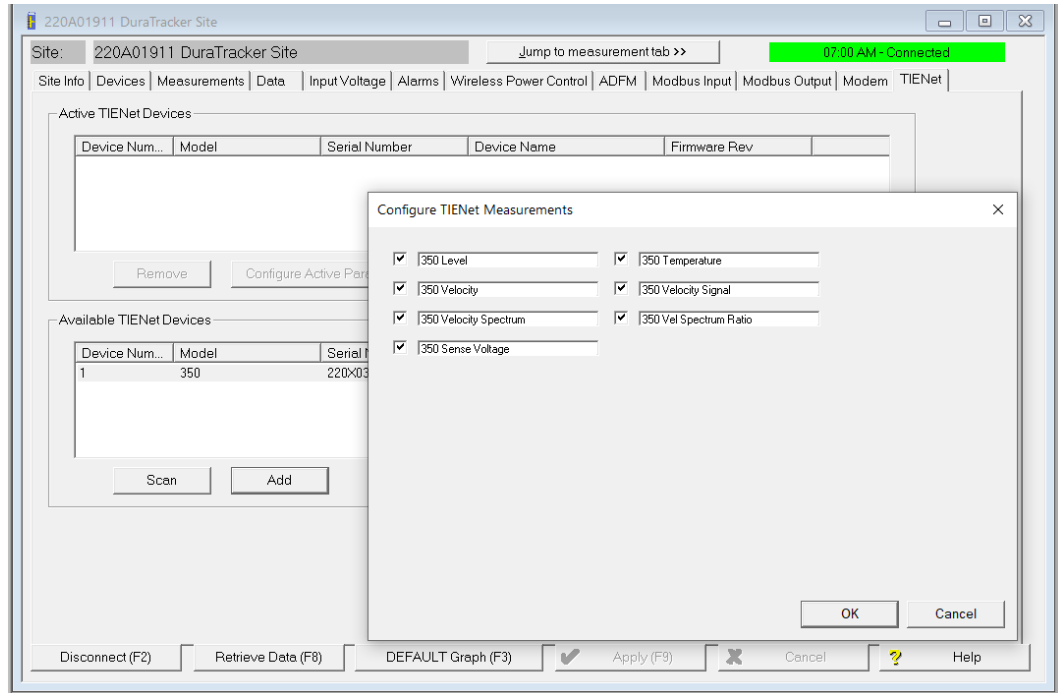 220A01911 DuraTracker Site
Site: 220A01911 DuraTracker Site Jump to measurement tab >> 07:00 AM - Connected
Site Info Devices Measurements Data Input Voltage Alarms Wireless Power Control ADFM Modbus Input Modbus Output Modem TIENet
Active TIENet Devices
Device Num... Model Serial Number Device Name Firmware Rev
Remove Configure Active Par
Available TIENet Devices
Device Num... Model Serial
1 350 220X03
Scan Add
Configure TIENet Measurements
350 Level 350 Temperature
350 Velocity 350 Velocity Signal
350 Velocity Spectrum 350 Vel Spectrum Ratio
350 Sense Voltage
OK Cancel
Disconnect (F2) Retrieve Data (F8) DEFAULT Graph (F3) Apply (F9) Cancel ? Help